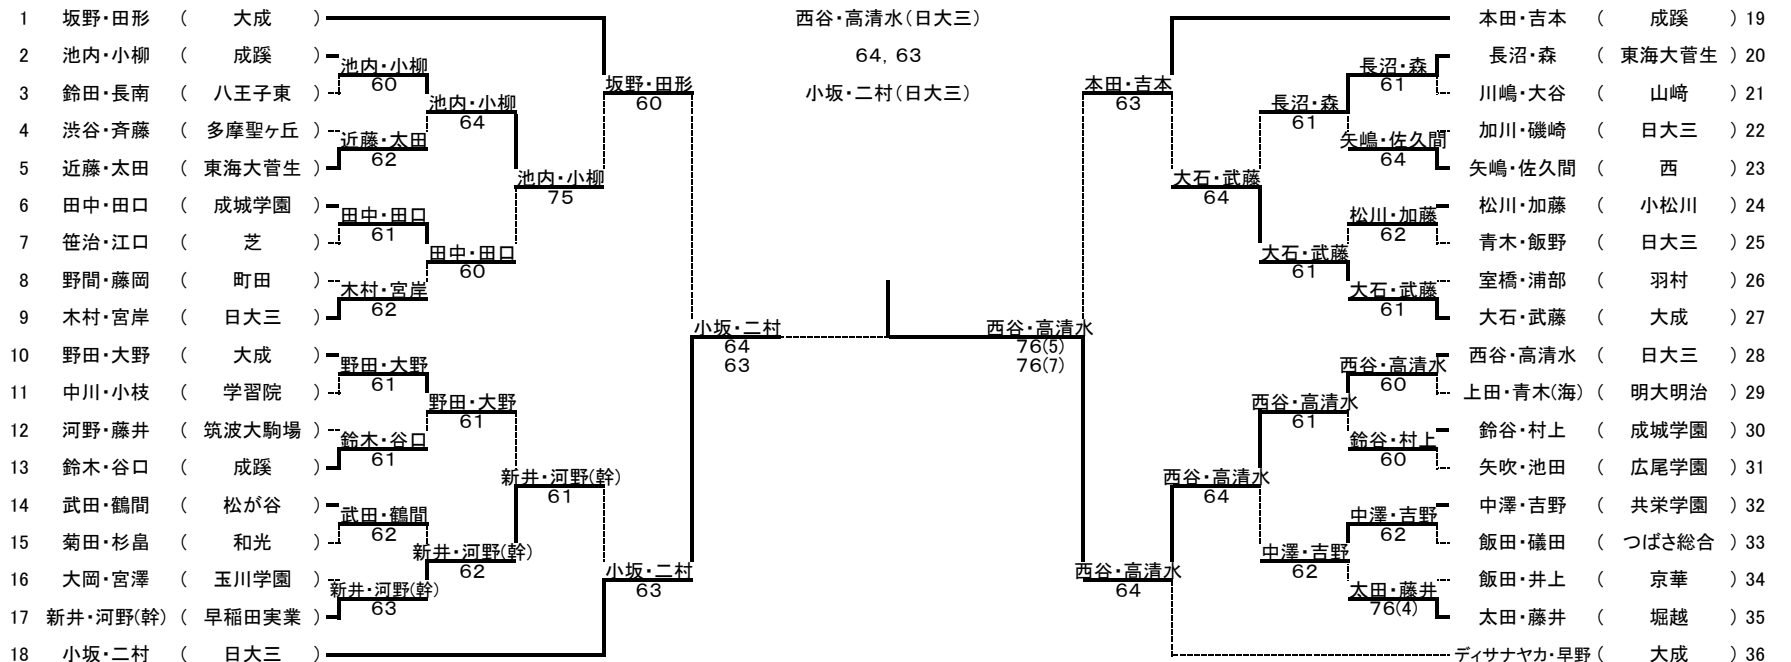 1 坂野・田形 ( 大成 )
2 池内・小柳 ( 成蹊 )
3 鈴田・長南 ( 八王子東 )
4 渋谷・斉藤 ( 多摩聖ヶ丘 )
5 近藤・太田 ( 東海大菅生 )
6 田中・田口 ( 成城学園 )
7 笹治・江口 ( 芝 )
8 野間・藤岡 ( 町田 )
9 木村・宮岸 ( 日大三 )
10 野田・大野 ( 大成 )
11 中川・小枝 ( 学習院 )
12 河野・藤井 ( 筑波大駒場 )
13 鈴木・谷口 ( 成蹊 )
14 武田・鶴間 ( 松が谷 )
15 菊田・杉畠 ( 和光 )
16 大岡・宮澤 ( 玉川学園 )
17 新井・河野(幹) ( 早稲田実業 )
18 小坂・二村 ( 日大三 )
池内・小柳
60
近藤・太田
62
田中・田口
61
木村・宮岸
62
野田・大野
61
鈴木・谷口
61
武田・鶴間
62
新井・河野(幹)
63
池内・小柳
64
田中・田口
60
野田・大野
61
新井・河野(幹)
62
池内・小柳
75
新井・河野(幹)
61
坂野・田形
60
小坂・二村
63
小坂・二村
64
63
西谷・高清水(日大三)
64, 63
小坂・二村(日大三)
西谷・高清水
76(5)
76(7)
本田・吉本
63
西谷・高清水
64
大石・武藤
64
西谷・高清水
64
長沼・森
61
大石・武藤
61
西谷・高清水
61
中澤・吉野
62
長沼・森
61
矢嶋・佐久間
64
松川・加藤
62
大石・武藤
61
西谷・高清水
60
鈴谷・村上
60
中澤・吉野
62
太田・藤井
76(4)
本田・吉本 ( 成蹊 ) 19
長沼・森 ( 東海大菅生 ) 20
川嶋・大谷 ( 山﨑 ) 21
加川・磯崎 ( 日大三 ) 22
矢嶋・佐久間 ( 西 ) 23
松川・加藤 ( 小松川 ) 24
青木・飯野 ( 日大三 ) 25
室橋・浦部 ( 羽村 ) 26
大石・武藤 ( 大成 ) 27
西谷・高清水 ( 日大三 ) 28
上田・青木(海) ( 明大明治 ) 29
鈴谷・村上 ( 成城学園 ) 30
矢吹・池田 ( 広尾学園 ) 31
中澤・吉野 ( 共栄学園 ) 32
飯田・礒田 ( つばさ総合 ) 33
飯田・井上 ( 京華 ) 34
太田・藤井 ( 堀越 ) 35
ディサナヤカ・早野 ( 大成 ) 36